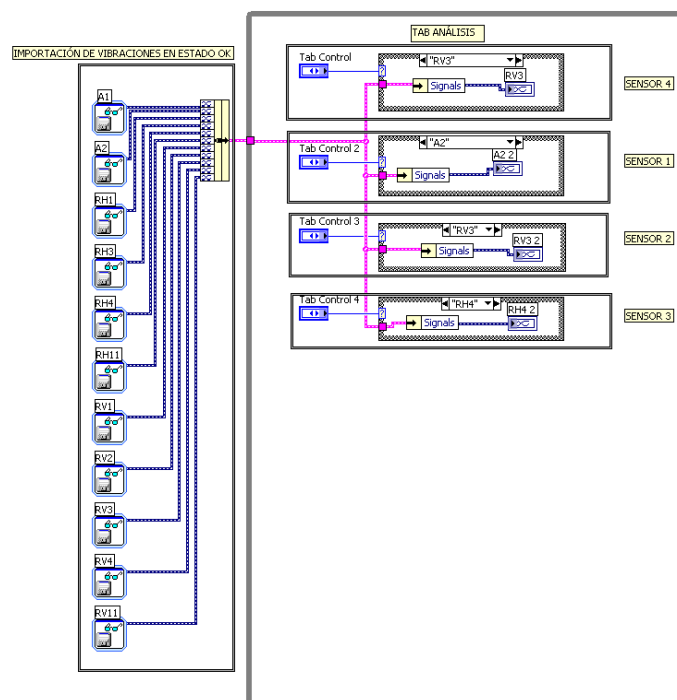 IMPORTACIÓN DE VIBRACIONES EN ESTADO OK
A1
A2
RH1
RH3
RH4
RH11
RV1
RV2
RV3
RV4
RV11
TAB ANÁLISIS
Tab Control
"RV3"
?
Signals
RV3
SENSOR 4
Tab Control 2
"A2"
?
Signals
A2 2
SENSOR 1
Tab Control 3
"RV3"
?
Signals
RV3 2
SENSOR 2
Tab Control 4
"RH4"
?
Signals
RH4 2
SENSOR 3